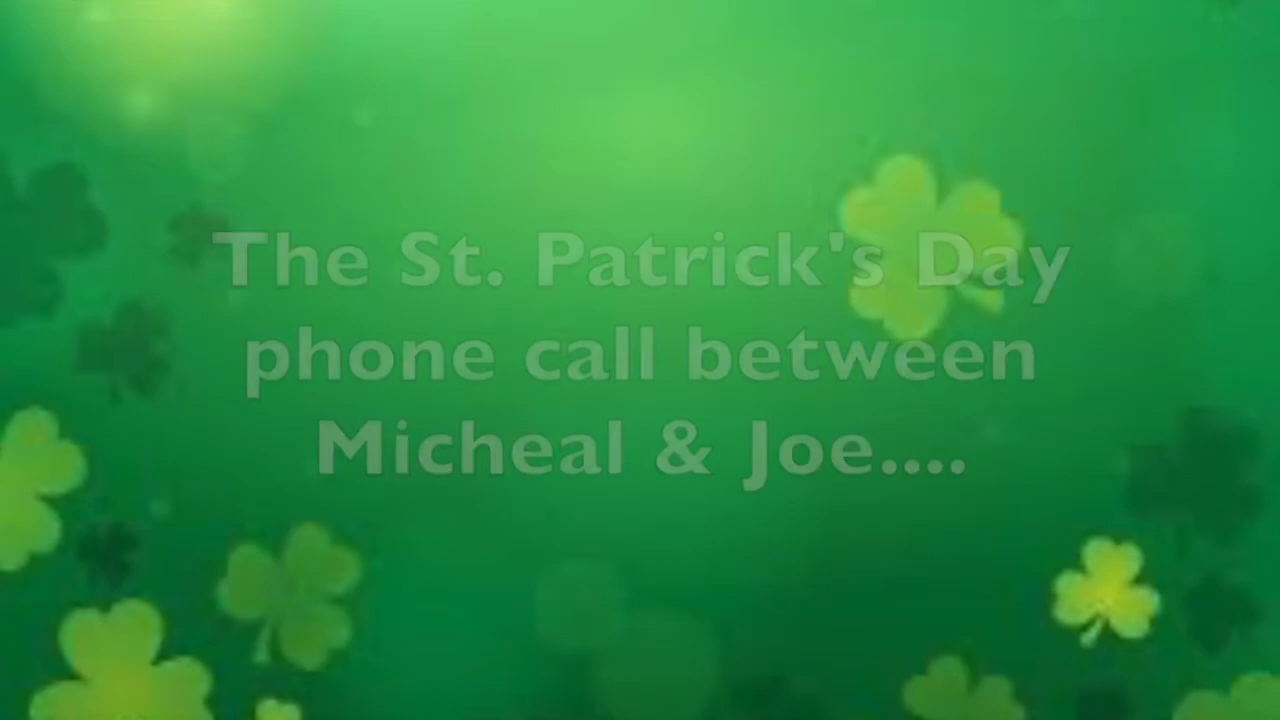 The St. Patrick's Day
phone call between
Micheal & Joe....